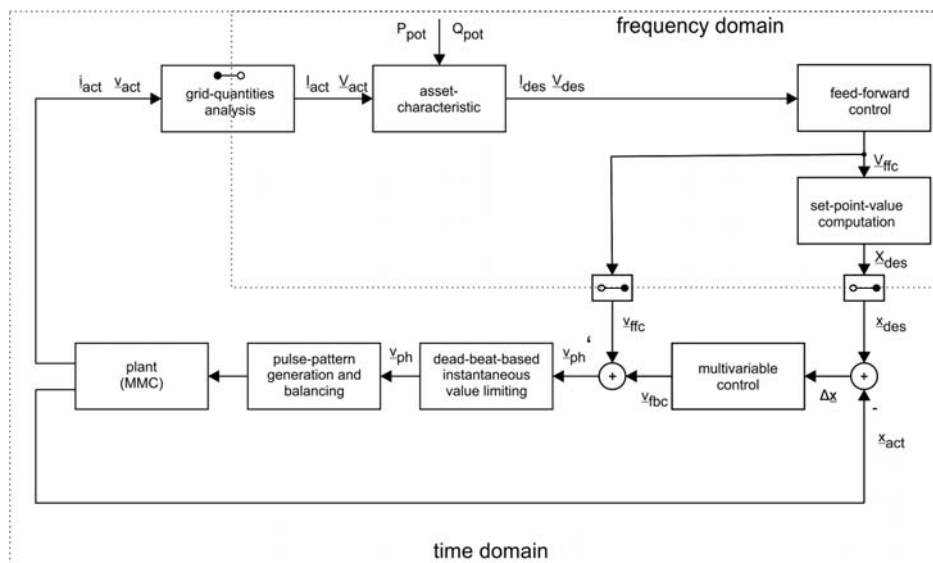 frequency domain
P_pot Q_pot
i_act v_act
grid-quantities
analysis
I_act V_act
asset-
characteristic
I_des V_des
feed-forward
control
V_ffc
set-point-value
computation
X_des
v_ffc
x_des
plant
(MMC)
pulse-pattern
generation and
balancing
v_ph
dead-beat-based
instantaneous
value limiting
v_ph‘
+
v_fbc
multivariable
control
Δx
+
-
x_act
time domain